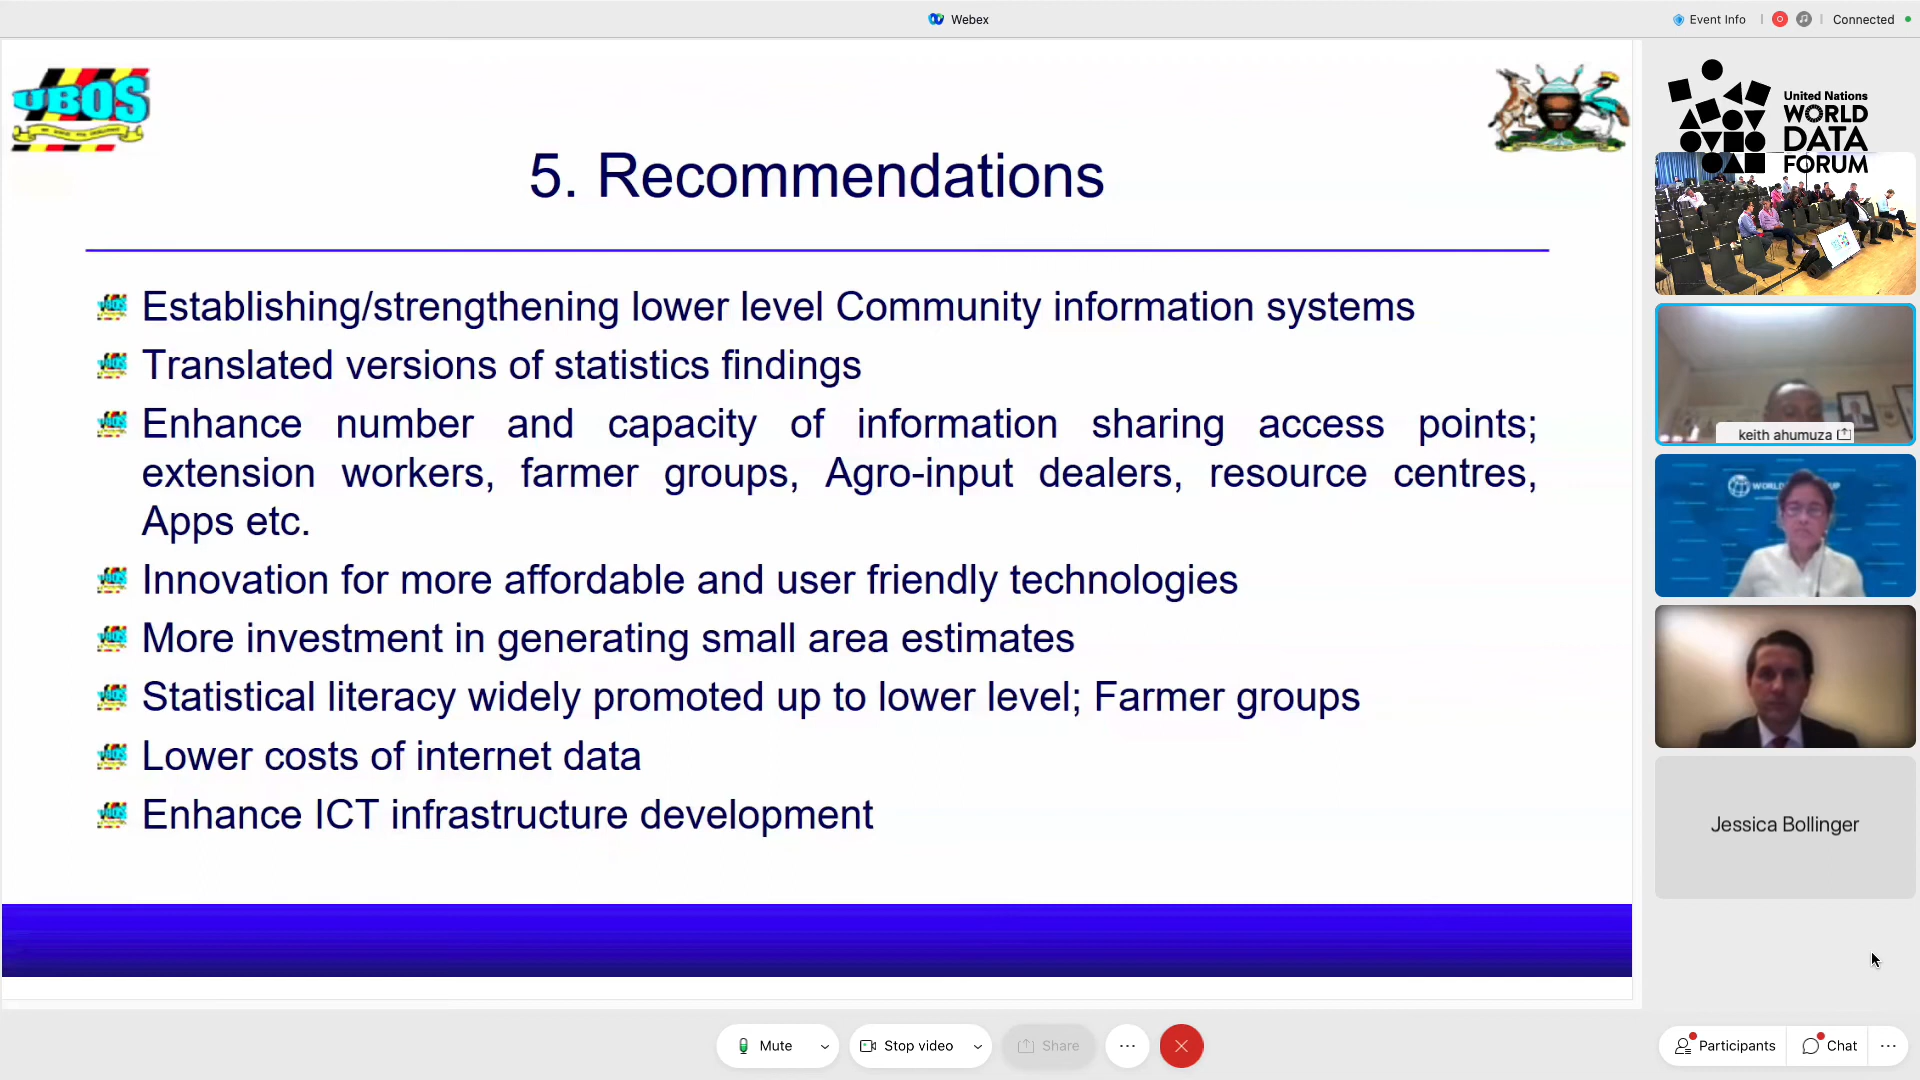 Webex
Event Info
Connected
UBOS
5. Recommendations
Establishing/strengthening lower level Community information systems
Translated versions of statistics findings
Enhance number and capacity of information sharing access points;
extension workers, farmer groups, Agro-input dealers, resource centres,
Apps etc.
Innovation for more affordable and user friendly technologies
More investment in generating small area estimates
Statistical literacy widely promoted up to lower level; Farmer groups
Lower costs of internet data
Enhance ICT infrastructure development
United Nations
WORLD
DATA
FORUM
keith ahumuza
WORLD
Jessica Bollinger
Mute
Stop video
Share
Participants
Chat